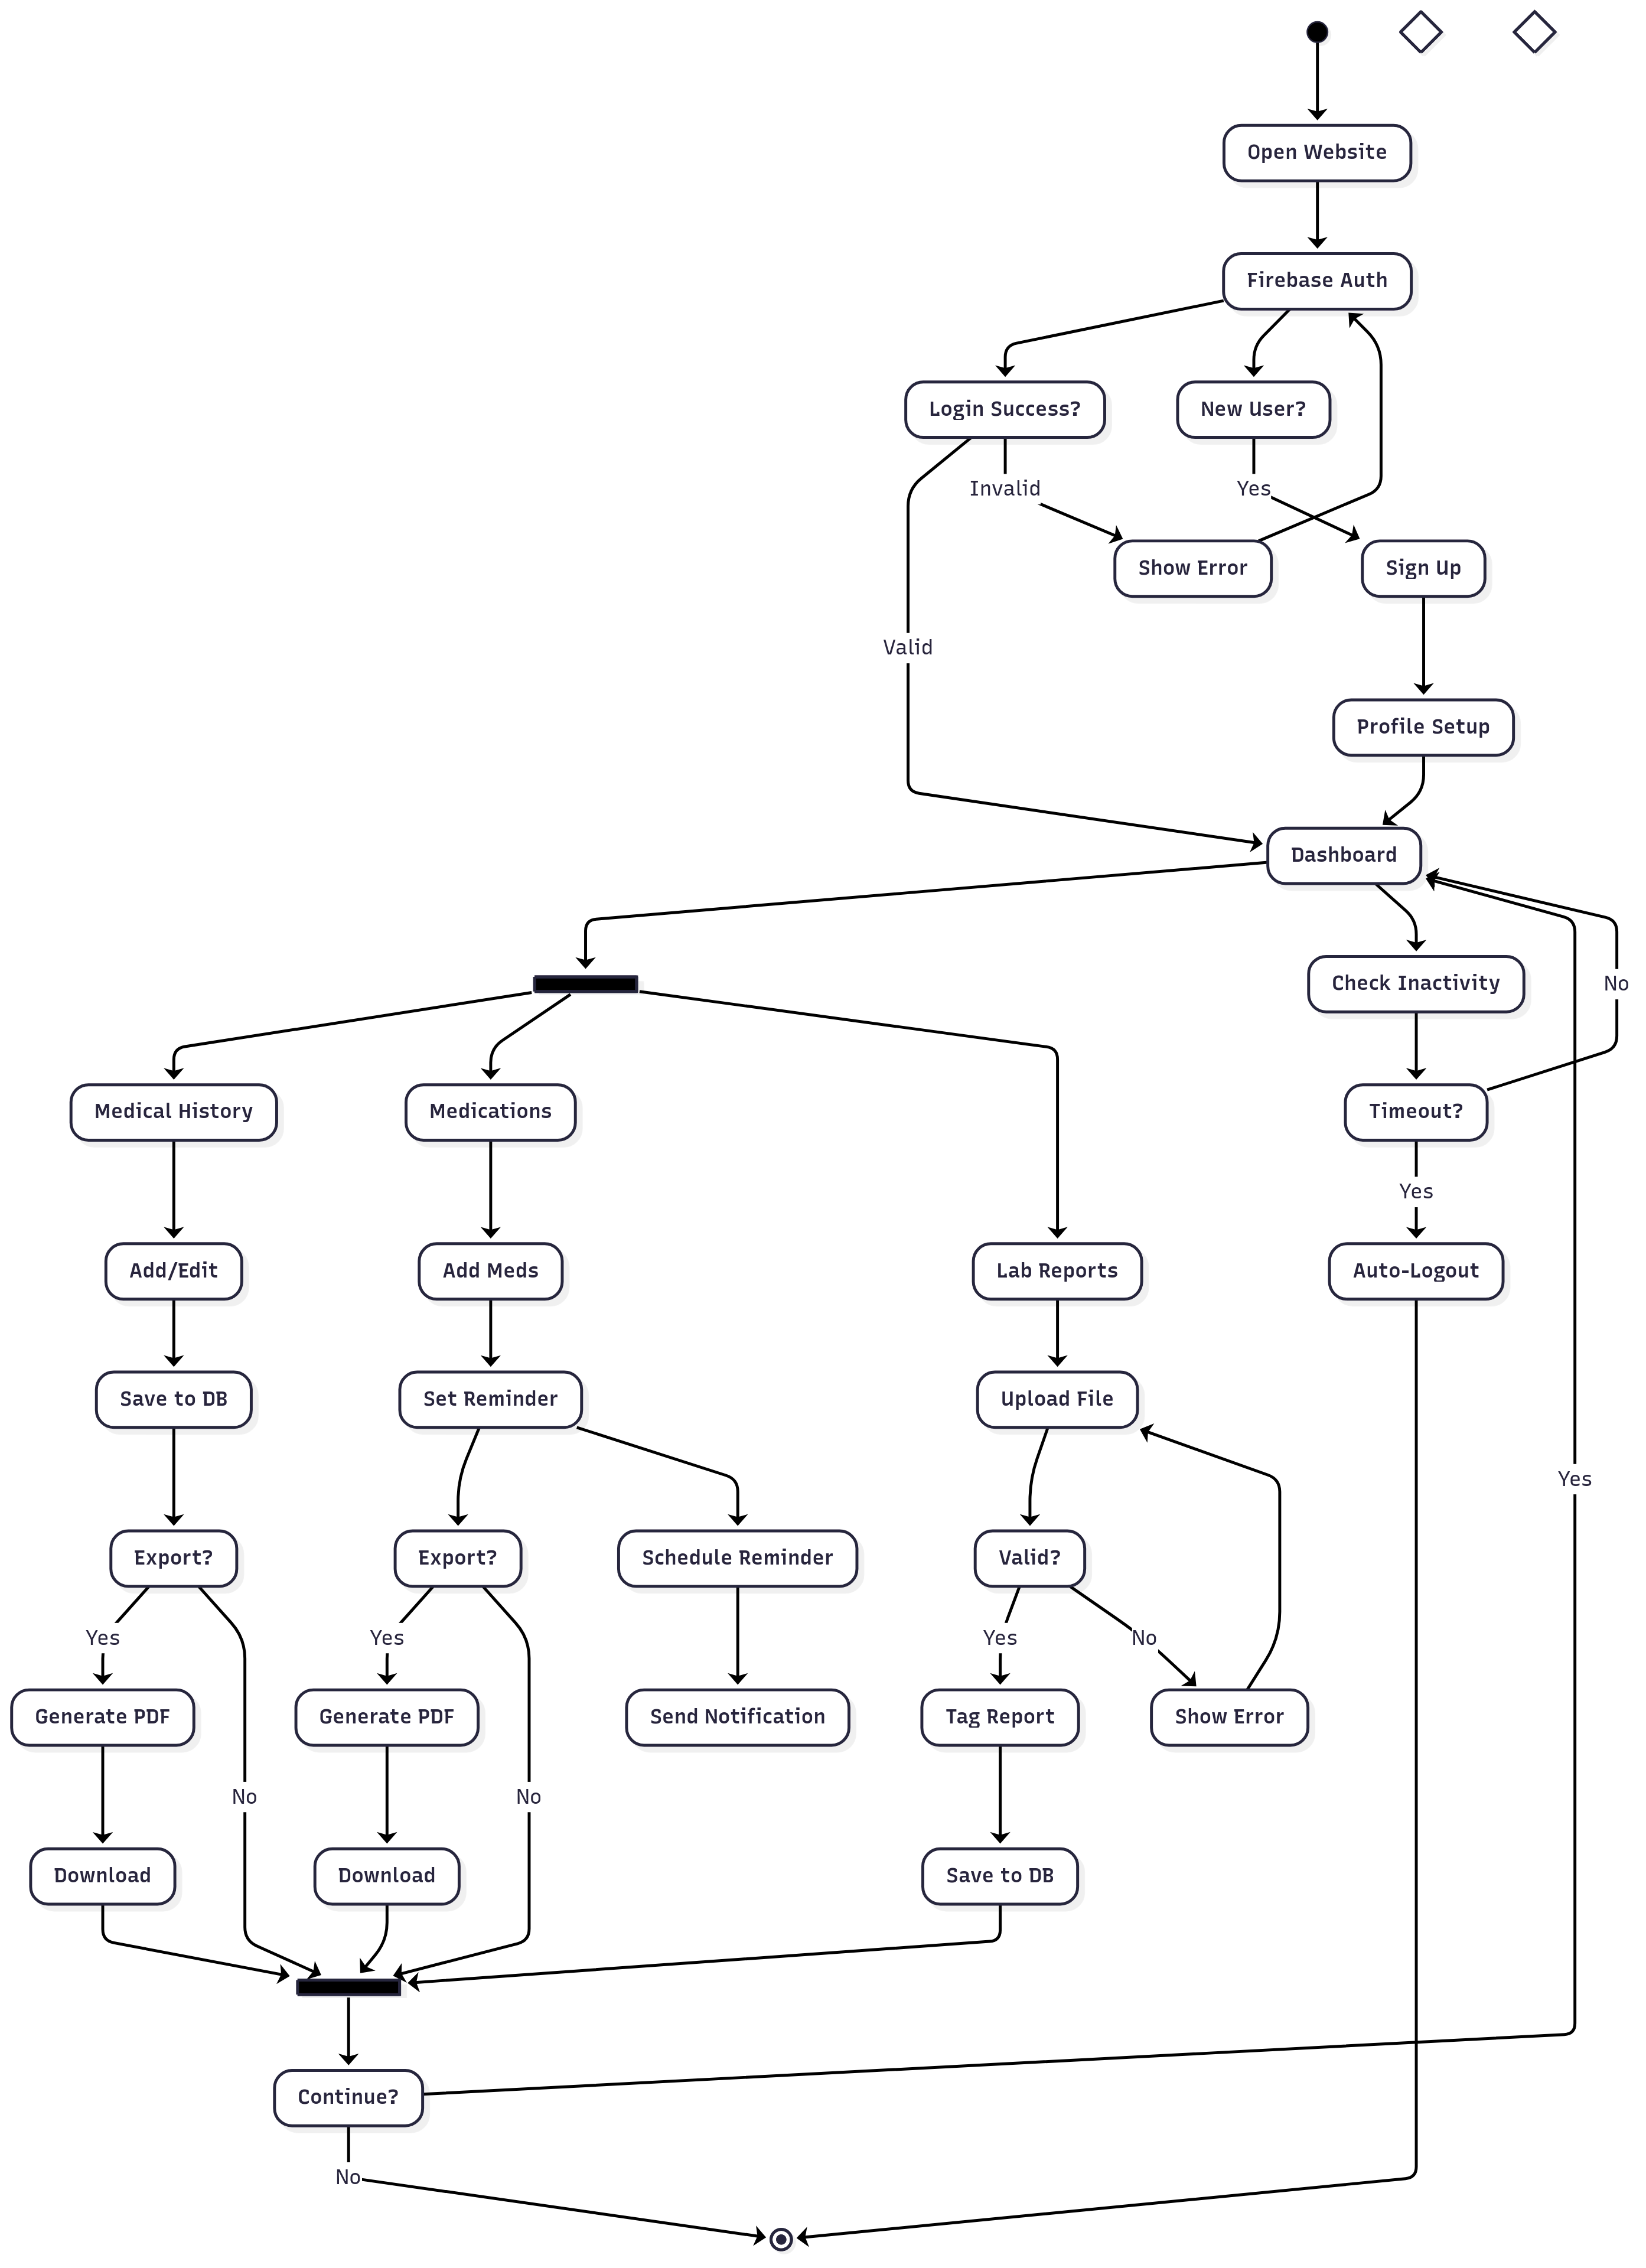 Open Website
Firebase Auth
Login Success?
New User?
Invalid
Yes
Show Error
Sign Up
Valid
Profile Setup
Dashboard
Check Inactivity
No
Medical History
Medications
Timeout?
Yes
Add/Edit
Add Meds
Lab Reports
Auto-Logout
Save to DB
Set Reminder
Upload File
Yes
Export?
Export?
Schedule Reminder
Valid?
Yes
Yes
Yes
No
Generate PDF
Generate PDF
Send Notification
Tag Report
Show Error
No
No
Download
Download
Save to DB
Continue?
No